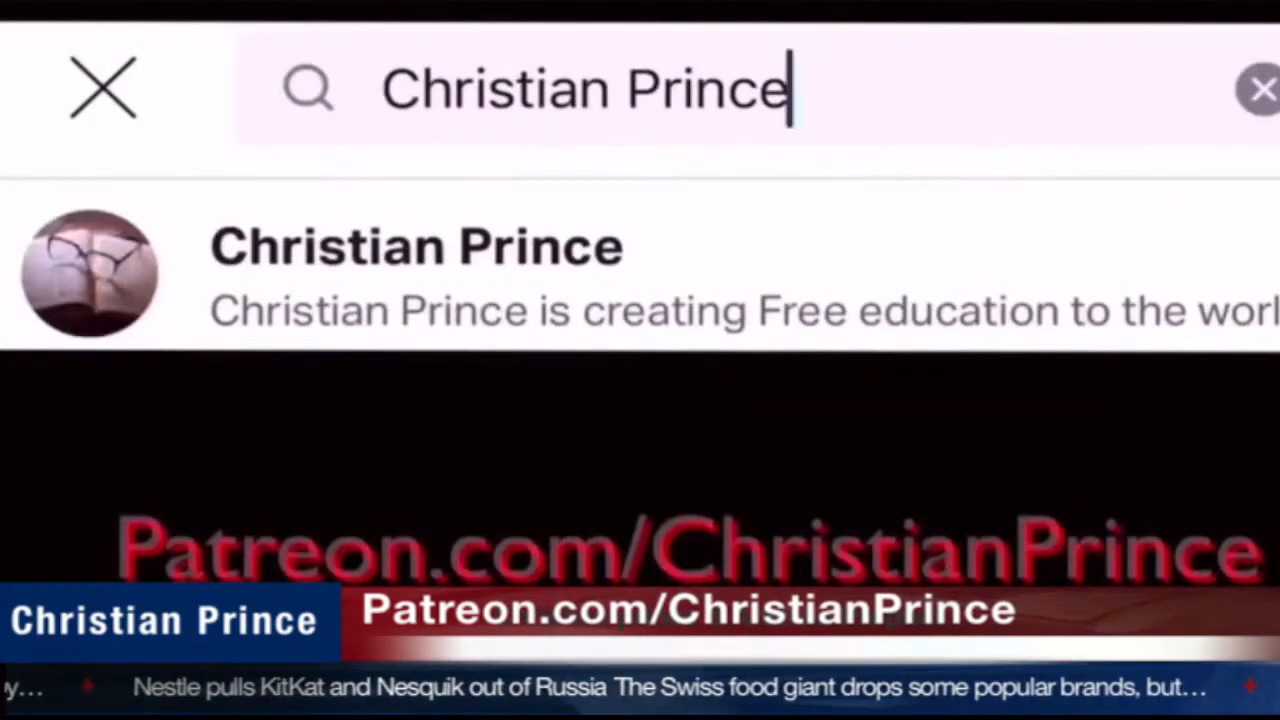 Christian Prince
Christian Prince
Christian Prince is creating Free education to the worl
Patreon.com/ChristianPrince
Christian Prince
Patreon.com/ChristianPrince
y... Nestle pulls KitKat and Nesquik out of Russia The Swiss food giant drops some popular brands, but...